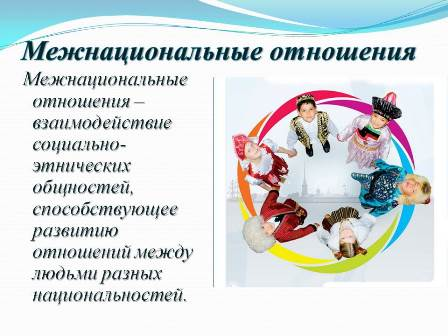 Межнациональные отношения
Межнациональные
отношения –
взаимодействие
социально-
этнических
общностей,
способствующее
развитию
отношений между
людьми разных
национальностей.